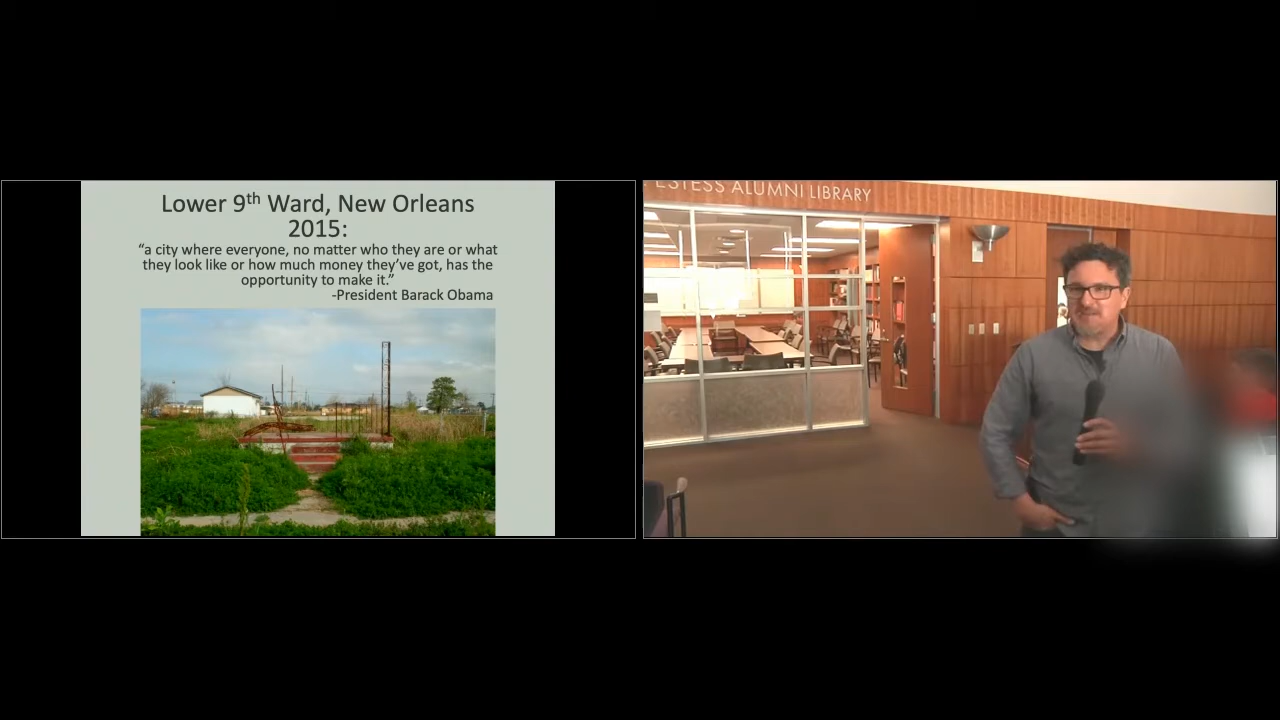 Lower 9th Ward, New Orleans
2015:
“a city where everyone, no matter who they are or what
they look like or how much money they’ve got, has the
opportunity to make it.”
-President Barack Obama
ESTESS ALUMNI LIBRARY